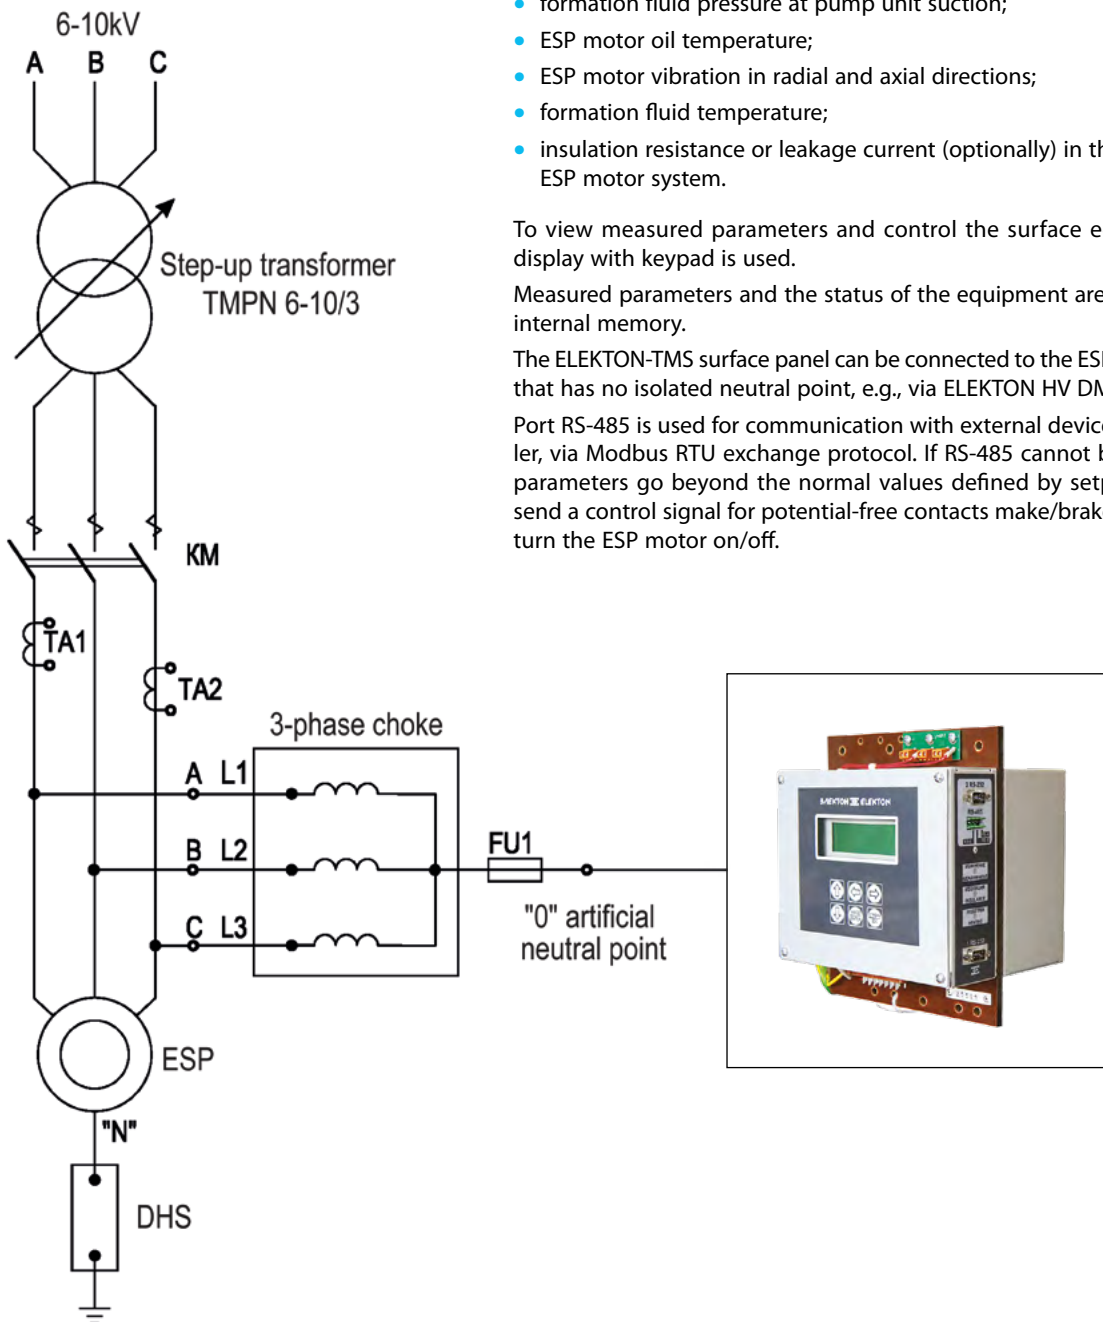 6-10kV
A B C
Step-up transformer
TMPN 6-10/3
KM
TA1
TA2
3-phase choke
A L1
B L2
C L3
FU1
"0" artificial
neutral point
ESP
"N"
DHS
• formation fluid pressure at pump unit suction;
• ESP motor oil temperature;
• ESP motor vibration in radial and axial directions;
• formation fluid temperature;
• insulation resistance or leakage current (optionally) in th
ESP motor system.
To view measured parameters and control the surface e
display with keypad is used.
Measured parameters and the status of the equipment are
internal memory.
The ELEKTON-TMS surface panel can be connected to the ESI
that has no isolated neutral point, e.g., via ELEKTON HV DM
Port RS-485 is used for communication with external device
ler, via Modbus RTU exchange protocol. If RS-485 cannot b
parameters go beyond the normal values defined by setp
send a control signal for potential-free contacts make/brake
turn the ESP motor on/off.
ELEKTON